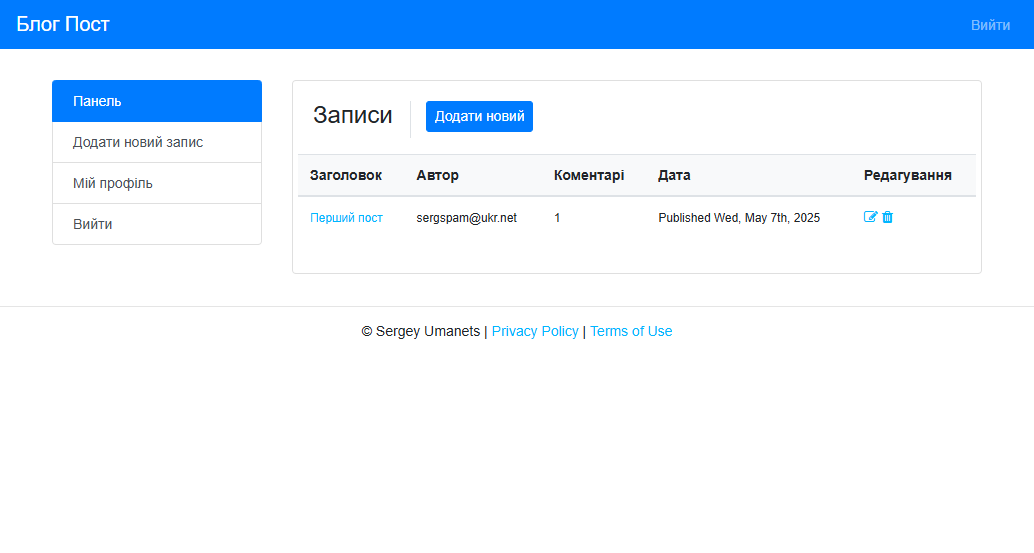 Блог Пост
Вийти
Панель
Додати новий запис
Мій профіль
Вийти
Записи
Додати новий
Заголовок Автор Коментарі Дата Редагування
Перший пост sergspam@ukr.net 1 Published Wed, May 7th, 2025
© Sergey Umanets | Privacy Policy | Terms of Use